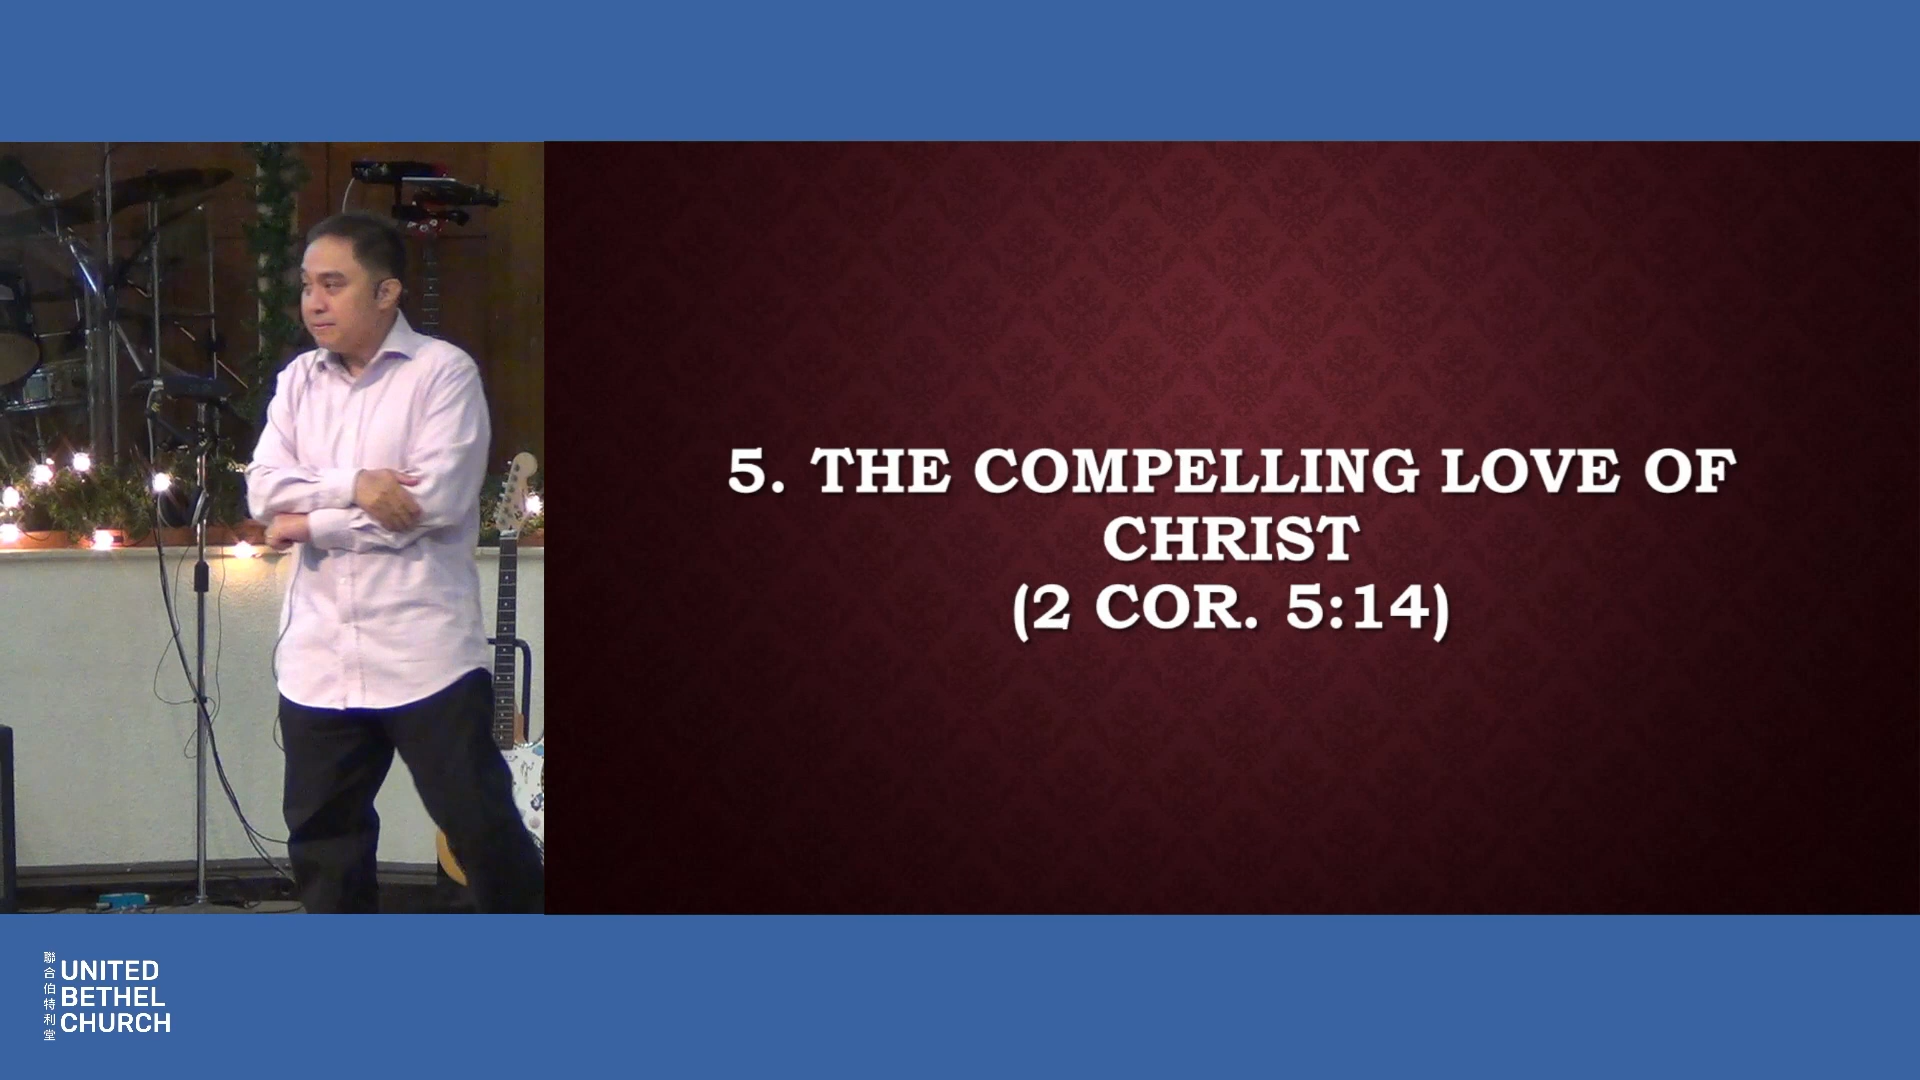 5. THE COMPELLING LOVE OF
CHRIST
(2 COR. 5:14)
聯合伯特利堂
UNITED
BETHEL
CHURCH